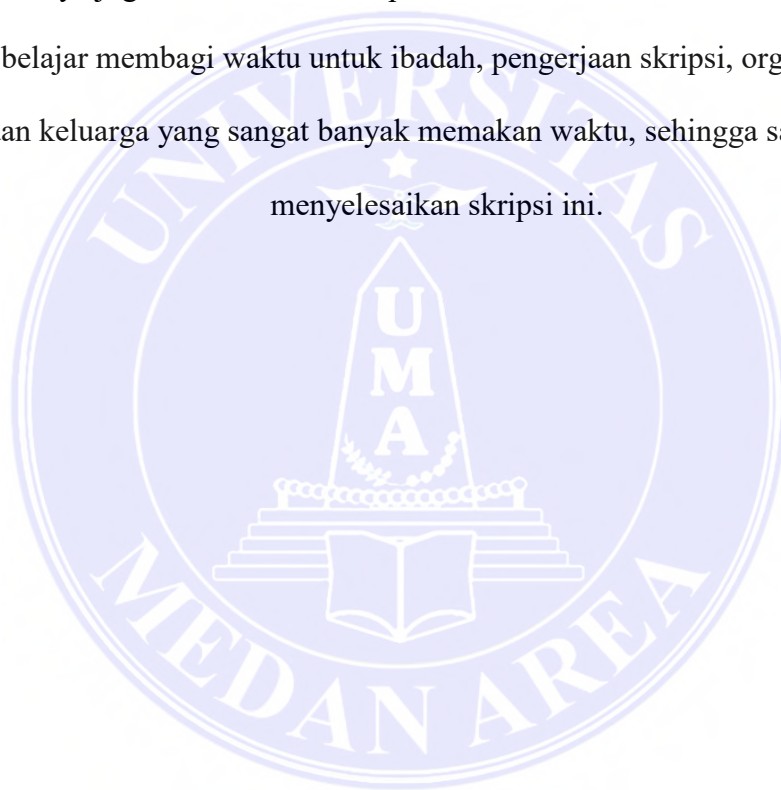 belajar membagi waktu untuk ibadah, pengerjaan skripsi, org
an keluarga yang sangat banyak memakan waktu, sehingga sa
menyelesaikan skripsi ini.
UNIVERSITAS
UMA
MEDAN AREA